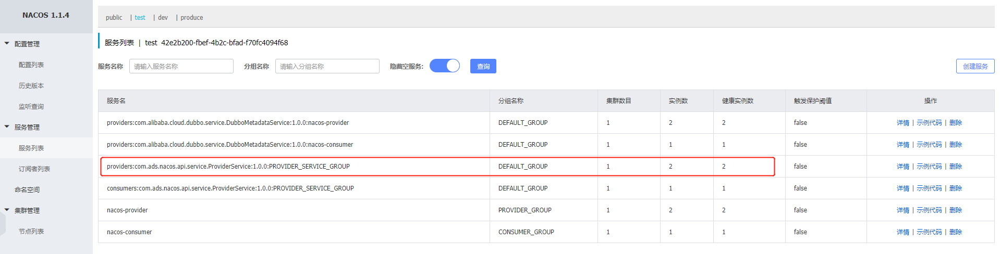 NACOS 1.1.4
配置管理
配置列表
历史版本
监听查询
服务管理
服务列表
订阅者列表
命名空间
集群管理
节点列表
public | test | dev | produce
服务列表 | test 42e2b200-fbef-4b2c-bfad-f70fc4094f68
服务名称 请输入服务名称 分组名称 请输入分组名称 隐藏空服务: 查询 创建服务
服务名 分组名称 集群数目 实例数 健康实例数 触发保护阈值 操作
providers:com.alibaba.cloud.dubbo.service.DubboMetadataService:1.0.0:nacos-provider DEFAULT_GROUP 1 2 2 false 详情 | 示例代码 | 删除
providers:com.alibaba.cloud.dubbo.service.DubboMetadataService:1.0.0:nacos-consumer DEFAULT_GROUP 1 1 1 false 详情 | 示例代码 | 删除
providers:com.ads.nacos.api.service.ProviderService:1.0.0:PROVIDER_SERVICE_GROUP DEFAULT_GROUP 1 2 2 false 详情 | 示例代码 | 删除
consumers:com.ads.nacos.api.service.ProviderService:1.0.0:PROVIDER_SERVICE_GROUP DEFAULT_GROUP 1 1 1 false 详情 | 示例代码 | 删除
nacos-provider PROVIDER_GROUP 1 2 2 false 详情 | 示例代码 | 删除
nacos-consumer CONSUMER_GROUP 1 1 1 false 详情 | 示例代码 | 删除